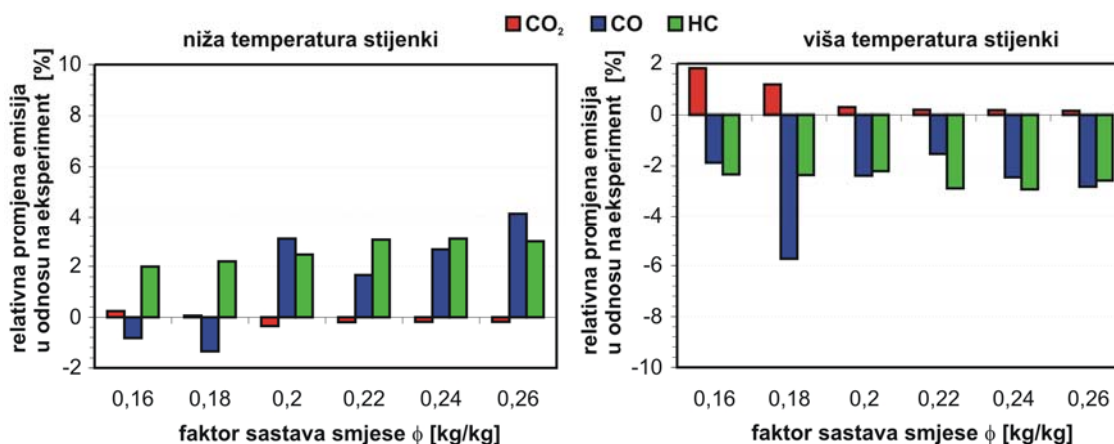 CO₂ CO HC
niža temperatura stijenki
relativna promjena emisija
u odnosu na eksperiment [%]
10
8
6
4
2
0
-2
0,16 0,18 0,2 0,22 0,24 0,26
faktor sastava smjese ϕ [kg/kg]
viša temperatura stijenki
relativna promjena emisija
u odnosu na eksperiment [%]
2
0
-2
-4
-6
-8
-10
0,16 0,18 0,2 0,22 0,24 0,26
faktor sastava smjese ϕ [kg/kg]